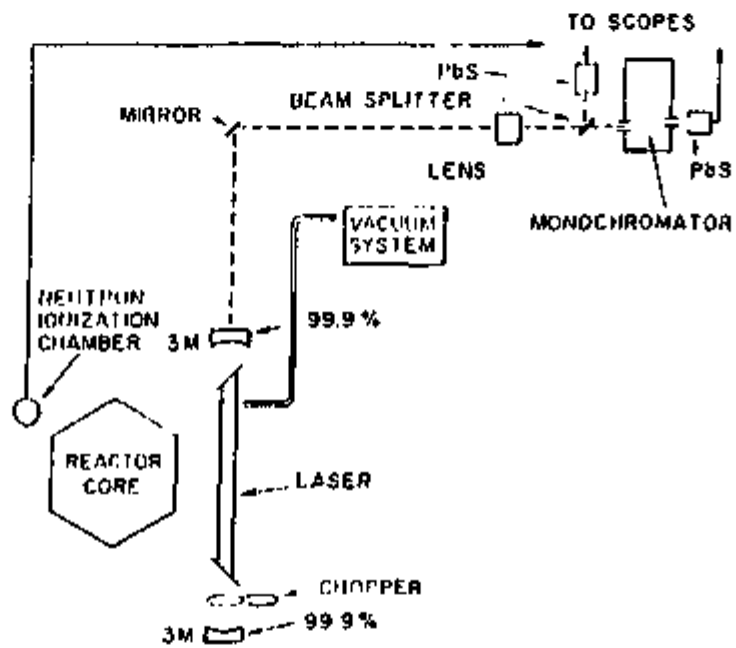 TO SCOPES
PbS
BEAM SPLITTER
MIRROR
LENS
PbS
MONOCHROMATOR
VACUUM
SYSTEM
NEUTRON
IONIZATION
CHAMBER
3M
99.9%
REACTOR
CORE
LASER
CHOPPER
3M
99.9%